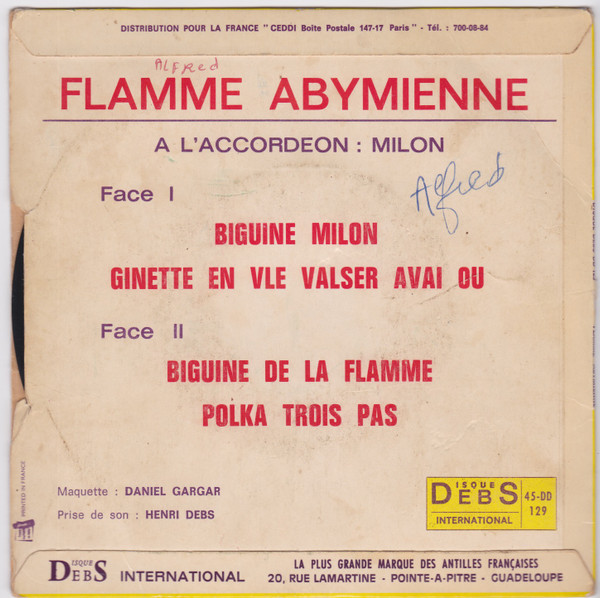 DISTRIBUTION POUR LA FRANCE " CEDDI Boîte Postale 147-17 Paris " - Tél. : 700-08-84
ALFRed
FLAMME ABYMIENNE
A L'ACCORDEON : MILON
Alfred
Face I
BIGUINE MILON
GINETTE EN VLE VALSER AVAI OU
Face II
BIGUINE DE LA FLAMME
POLKA TROIS PAS
PRINTED IN FRANCE
Maquette : DANIEL GARGAR
Prise de son : HENRI DEBS
DISQUE DEBS
INTERNATIONAL
45-DD
129
DISQUE DEBS INTERNATIONAL
LA PLUS GRANDE MARQUE DES ANTILLES FRANÇAISES
20, RUE LAMARTINE - POINTE-A-PITRE - GUADELOUPE